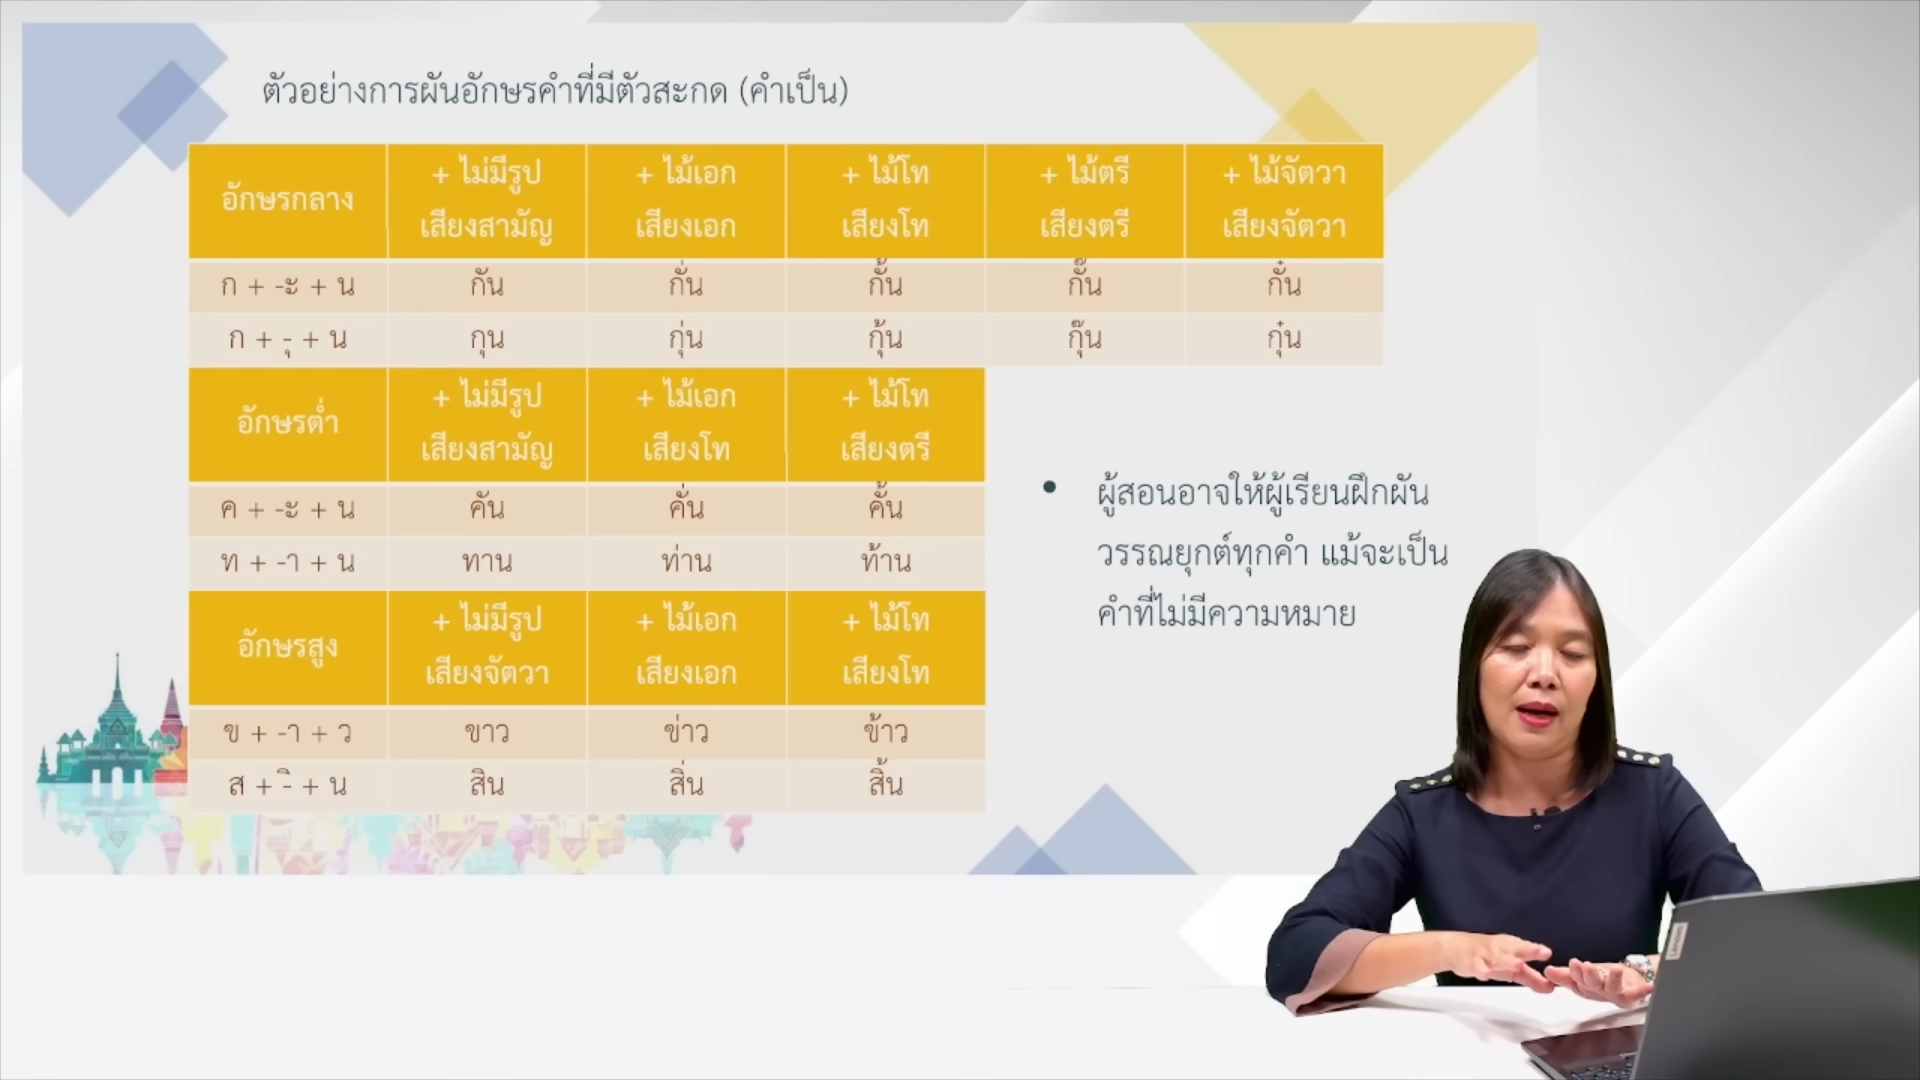 ตัวอย่างการผันอักษรคำที่มีตัวสะกด (คำเป็น)
อักษรกลาง + ไม่มีรูป เสียงสามัญ + ไม้เอก เสียงเอก + ไม้โท เสียงโท + ไม้ตรี เสียงตรี + ไม้จัตวา เสียงจัตวา
ก + -ะ + น กัน กั่น กั้น กั๊น กั๋น
ก + -ุ + น กุน กุ่น กุ้น กุ๊น กุ๋น
อักษรต่ำ + ไม่มีรูป เสียงสามัญ + ไม้เอก เสียงโท + ไม้โท เสียงตรี
ค + -ะ + น คัน คั่น คั้น
ท + -า + น ทาน ท่าน ท้าน
อักษรสูง + ไม่มีรูป เสียงจัตวา + ไม้เอก เสียงเอก + ไม้โท เสียงโท
ข + -า + ว ขาว ข่าว ข้าว
ส + -ิ + น สิน สิ่น สิ้น
• ผู้สอนอาจให้ผู้เรียนฝึกผัน
วรรณยุกต์ทุกคำ แม้จะเป็น
คำที่ไม่มีความหมาย
Lenovo